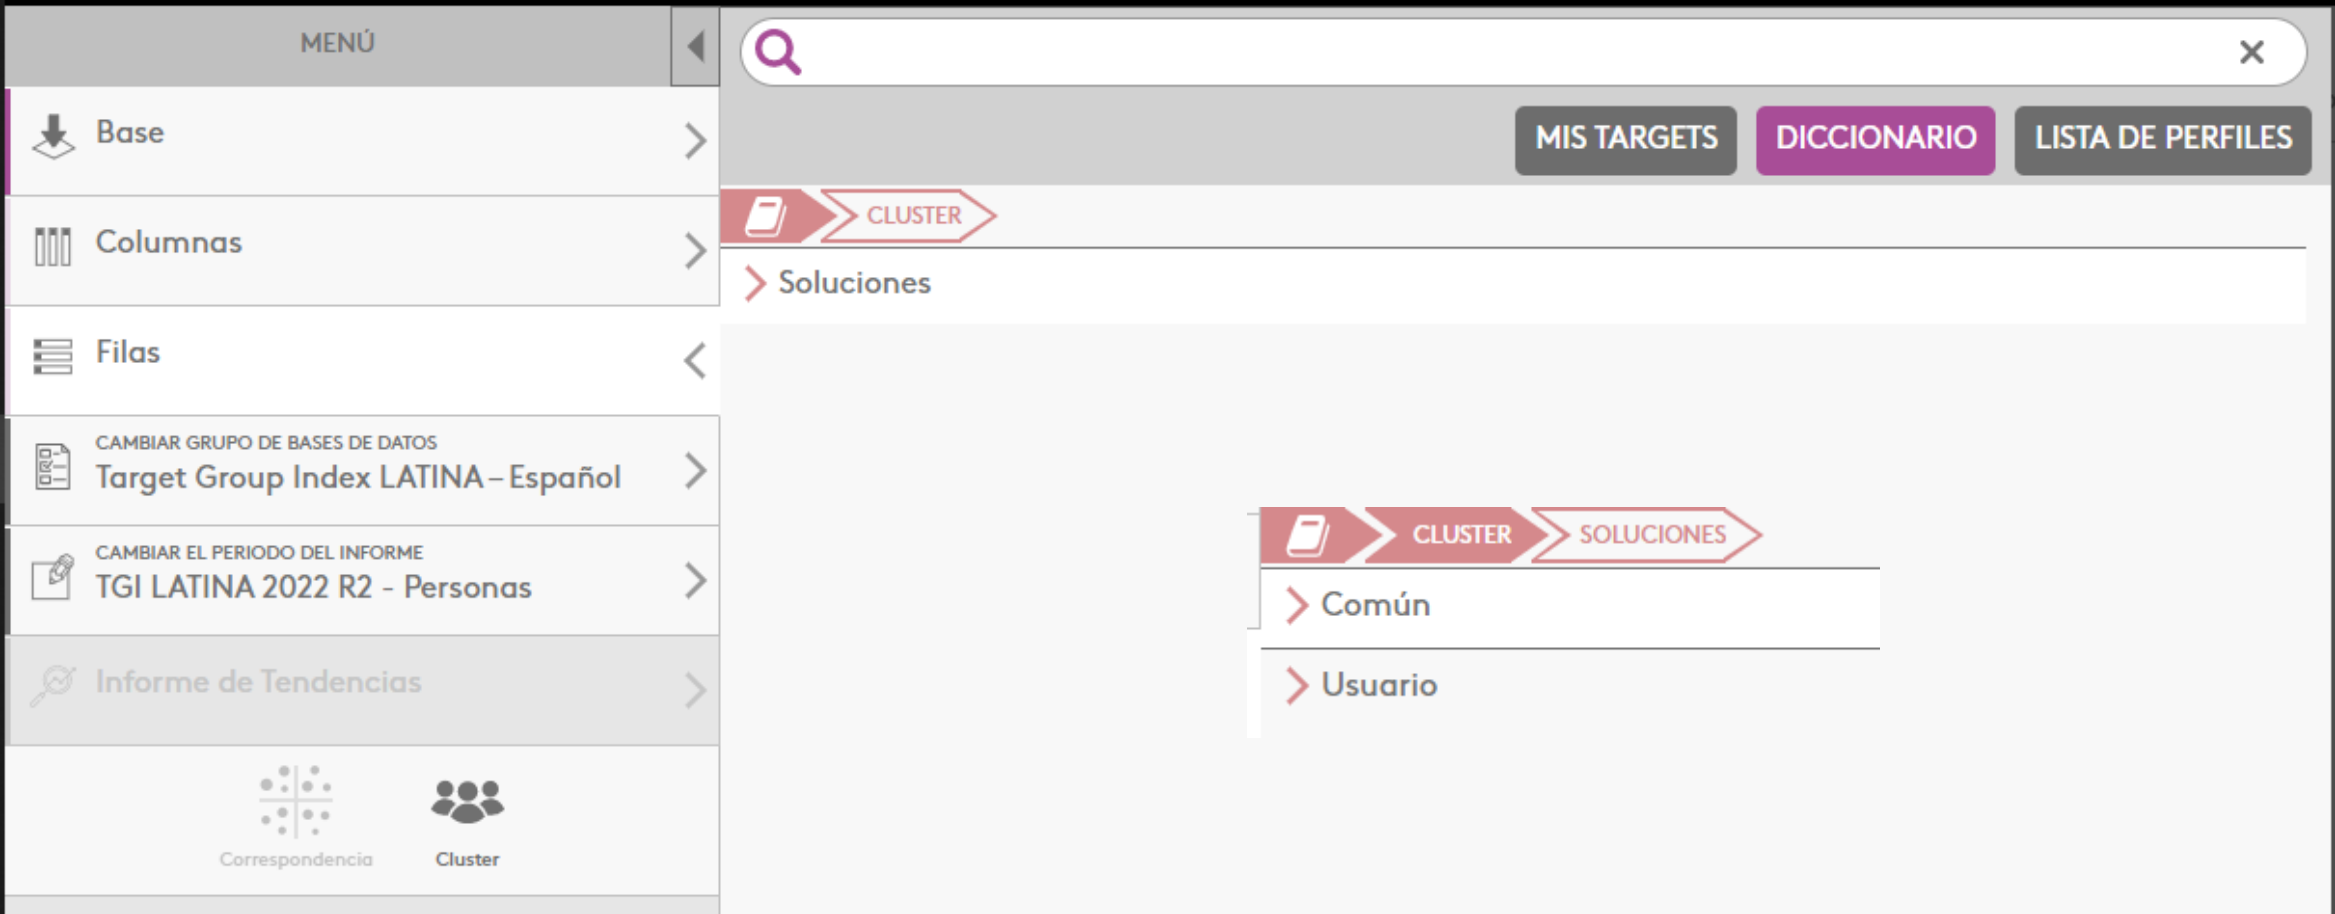 MENÚ
MIS TARGETS
DICCIONARIO
LISTA DE PERFILES
Base
Columnas
Filas
CAMBIAR GRUPO DE BASES DE DATOS
Target Group Index LATINA – Español
CAMBIAR EL PERIODO DEL INFORME
TGI LATINA 2022 R2 - Personas
Informe de Tendencias
Correspondencia
Cluster
CLUSTER
Soluciones
CLUSTER
SOLUCIONES
Común
Usuario